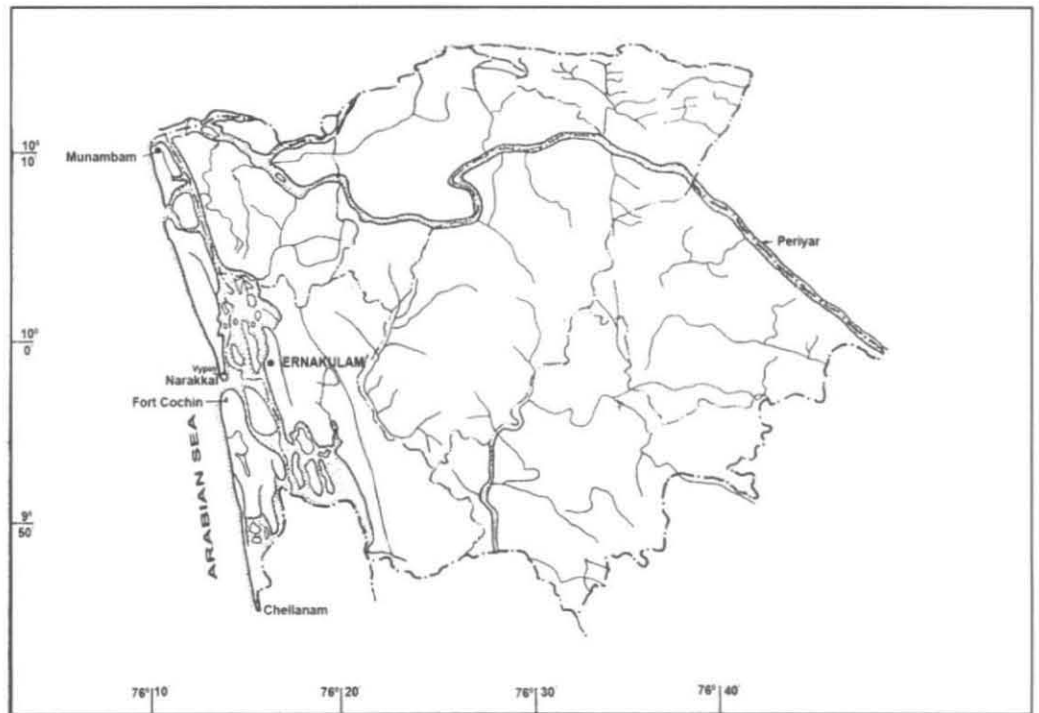 10°
10'
Munambam
Periyar
10°
0'
ERNAKULAM
Vypin
Narakkal
Fort Cochin
ARABIAN SEA
9°
50'
Chellanam
76° 10'
76° 20'
76° 30'
76° 40'